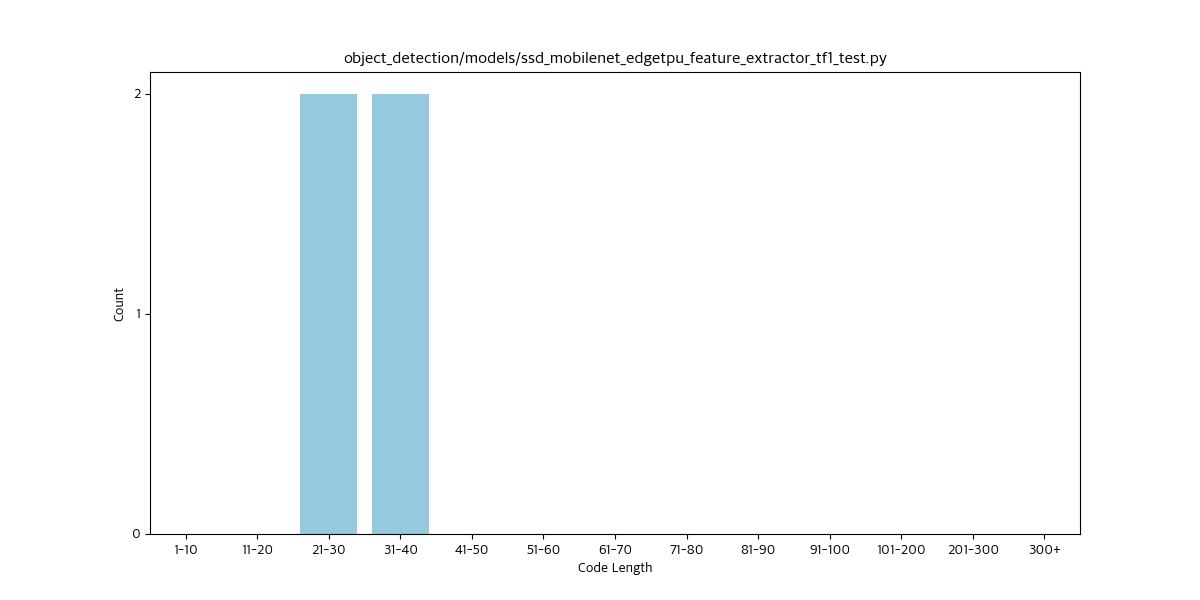 object_detection/models/ssd_mobilenet_edgetpu_feature_extractor_tf1_test.py
2
1
0
Count
1-10 11-20 21-30 31-40 41-50 51-60 61-70 71-80 81-90 91-100 101-200 201-300 300+
Code Length